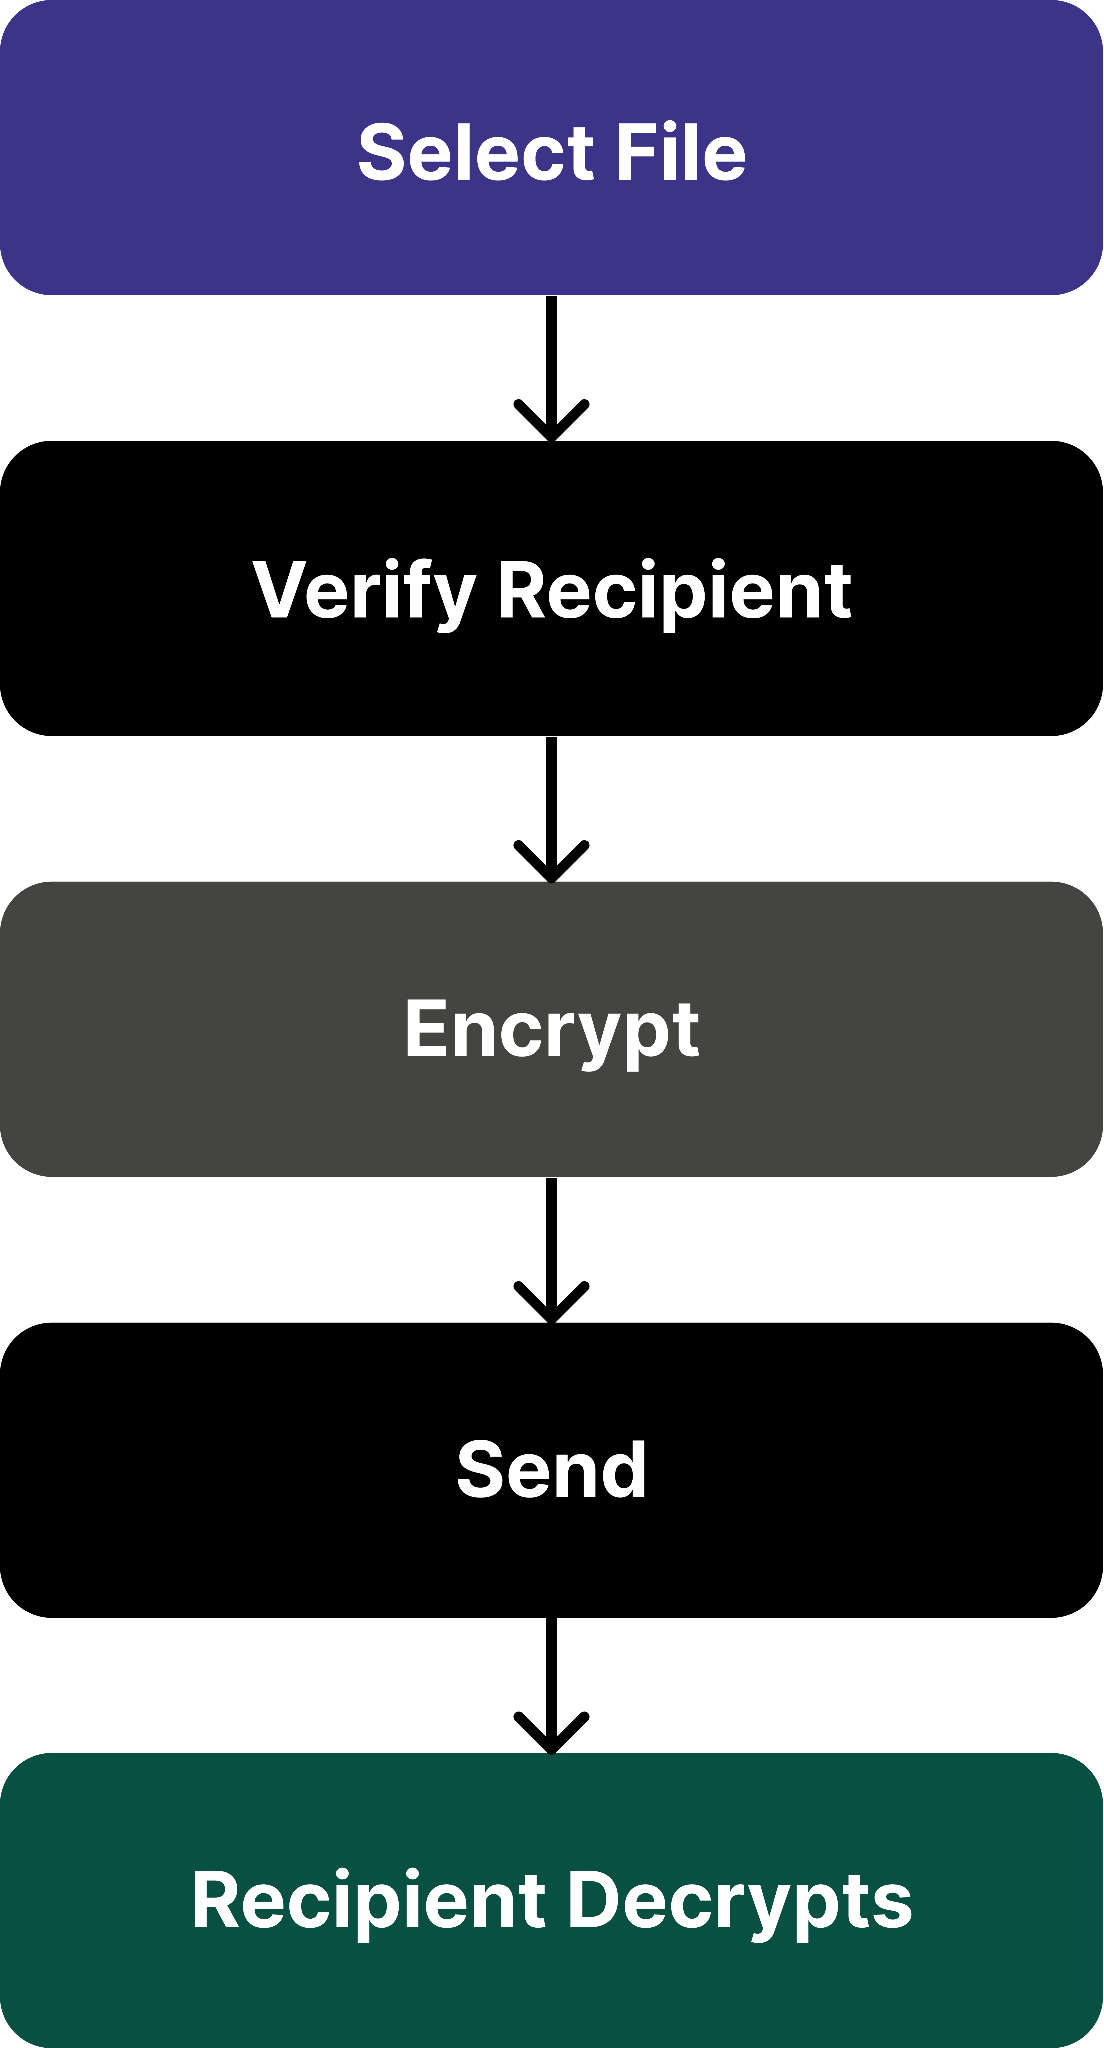 Select File
Verify Recipient
Encrypt
Send
Recipient Decrypts